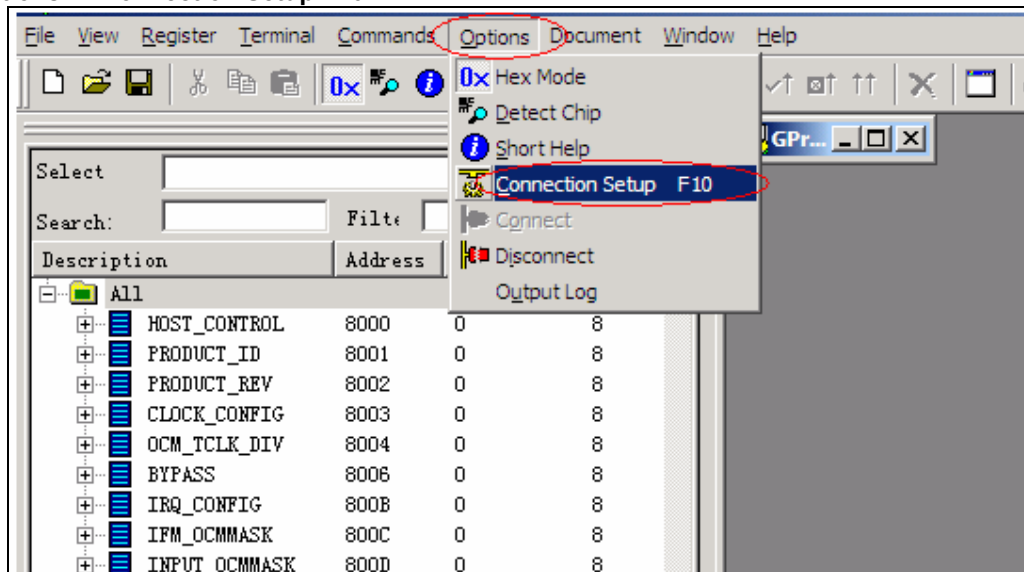 File View Register Terminal Commands Options Document Window Help
0x Hex Mode
Detect Chip
i Short Help
GPr...
Connection Setup F10
Connect
Disconnect
Output Log
Select
Search: Filte
Description Address
All
HOST_CONTROL 8000 0 8
PRODUCT_ID 8001 0 8
PRODUCT_REV 8002 0 8
CLOCK_CONFIG 8003 0 8
OCM_TCLK_DIV 8004 0 8
BYPASS 8006 0 8
IRQ_CONFIG 800B 0 8
IFM_OCMMASK 800C 0 8
INPUT_OCMMASK 800D 0 8